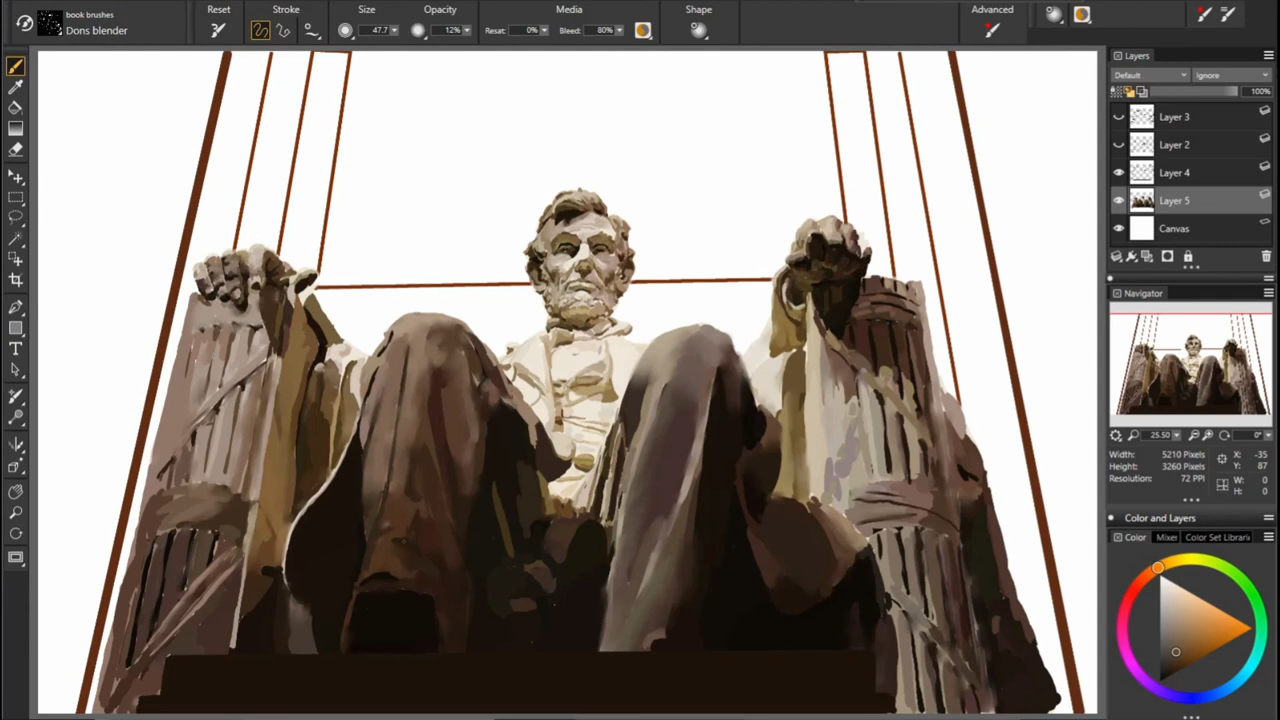 book brushes
Dons blender
Reset
Stroke
Size
47.7
Opacity
12%
Media
Resat: 0% Bleed: 80%
Shape
Advanced
Layers
Default Ignore
100%
Layer 3
Layer 2
Layer 4
Layer 5
Canvas
Navigator
25.50 0°
Width: 5210 Pixels X: -35
Height: 3260 Pixels Y: 87
Resolution: 72 PPI W: 0
H: 0
Color and Layers
Color Mixer Color Set Librari
T